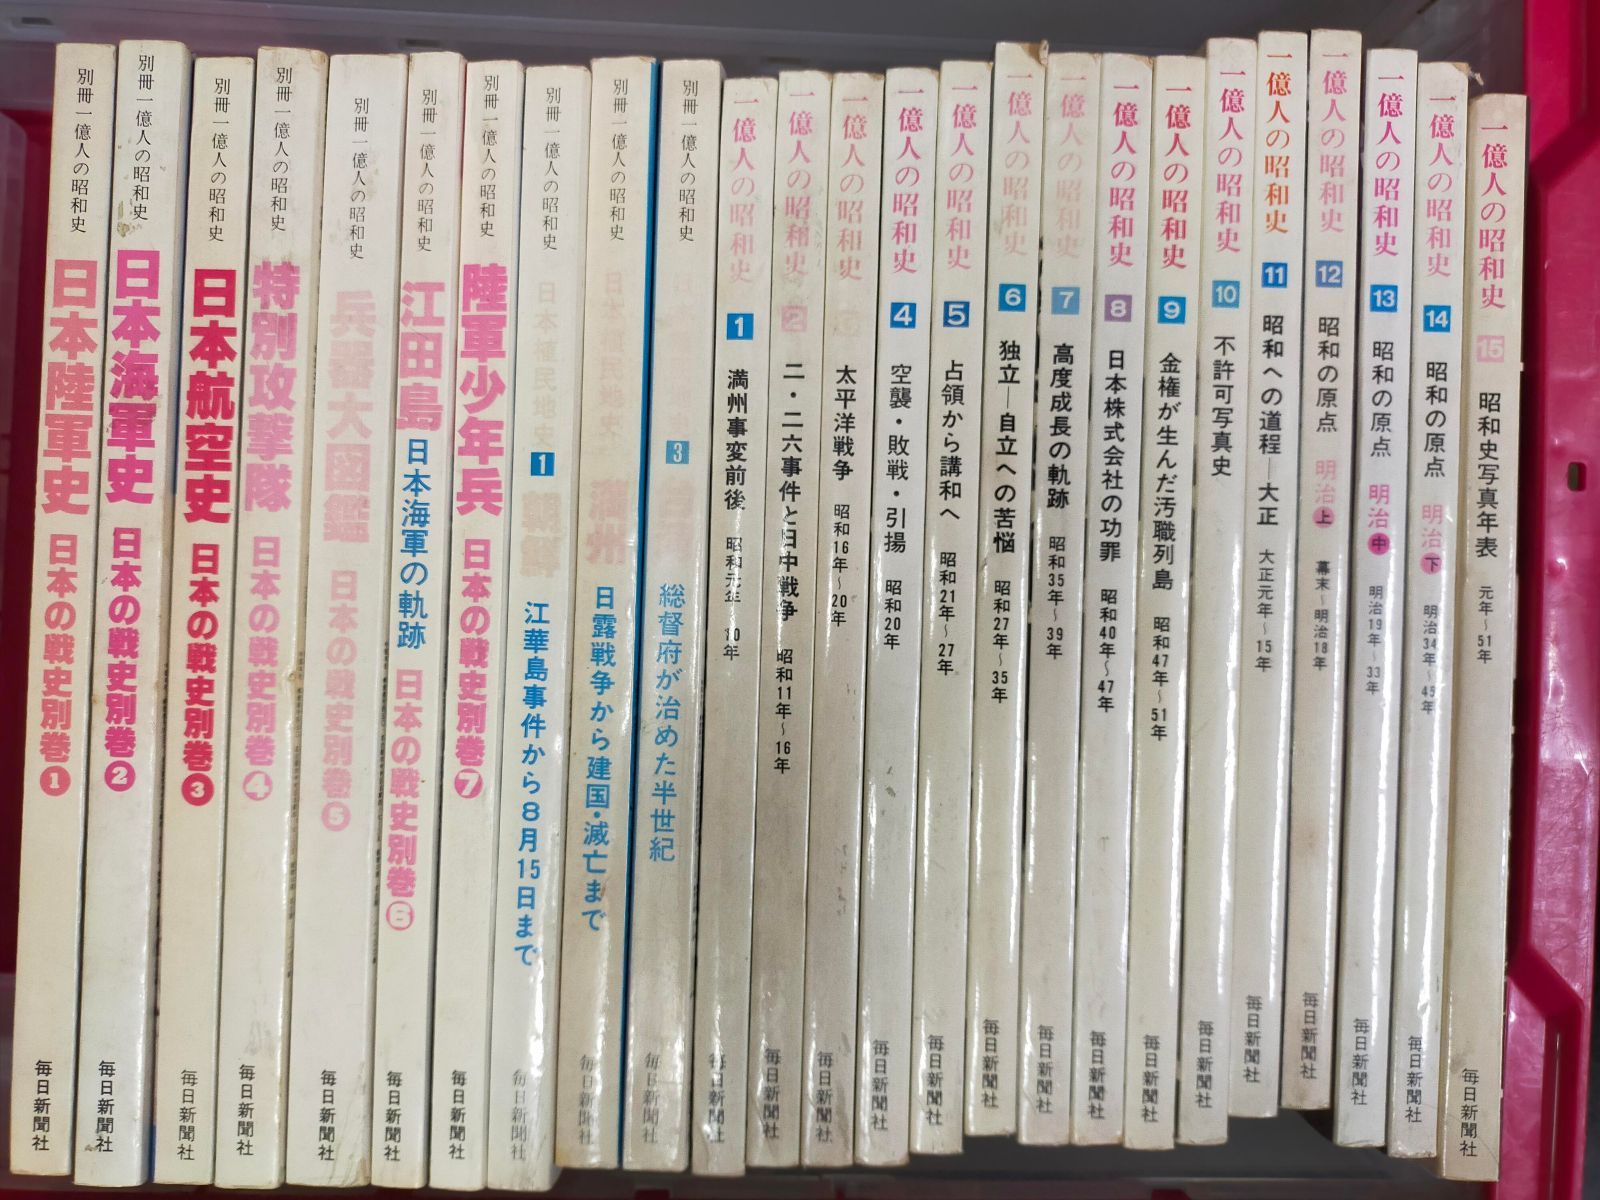 別冊一億人の昭和史 日本陸軍史 日本の戦史別巻1 毎日新聞社
別冊一億人の昭和史 日本海軍史 日本の戦史別巻2 毎日新聞社
別冊一億人の昭和史 日本航空史 日本の戦史別巻3 毎日新聞社
別冊一億人の昭和史 特別攻撃隊 日本の戦史別巻4 毎日新聞社
別冊一億人の昭和史 兵器大図鑑 日本の戦史別巻5 毎日新聞社
別冊一億人の昭和史 江田島 日本海軍の軌跡 日本の戦史別巻6 毎日新聞社
別冊一億人の昭和史 陸軍少年兵 日本の戦史別巻7 毎日新聞社
別冊一億人の昭和史 日本植民地史 1 朝鮮 江華島事件から8月15日まで 毎日新聞社
別冊一億人の昭和史 日本植民地史 満州 日露戦争から建国・滅亡まで 毎日新聞社
別冊一億人の昭和史 3 総督府が治めた半世紀 毎日新聞社
一億人の昭和史 1 満州事変前後 昭和元年~10年 毎日新聞社
一億人の昭和史 2 二・二六事件と日中戦争 昭和11年~16年 毎日新聞社
一億人の昭和史 太平洋戦争 昭和16年~20年 毎日新聞社
一億人の昭和史 4 空襲・敗戦・引揚 昭和20年 毎日新聞社
一億人の昭和史 5 占領から講和へ 昭和21年~27年 毎日新聞社
一億人の昭和史 6 独立―自立への苦悩 昭和27年~35年 毎日新聞社
一億人の昭和史 7 高度成長の軌跡 昭和35年~39年 毎日新聞社
一億人の昭和史 8 日本株式会社の功罪 昭和40年~47年 毎日新聞社
一億人の昭和史 9 金権が生んだ汚職列島 昭和47年~51年 毎日新聞社
一億人の昭和史 10 不許可写真史 毎日新聞社
一億人の昭和史 11 昭和への道程―大正 大正元年~15年 毎日新聞社
一億人の昭和史 12 昭和の原点 明治上 幕末~明治18年 毎日新聞社
一億人の昭和史 13 昭和の原点 明治中 明治19年~33年 毎日新聞社
一億人の昭和史 14 昭和の原点 明治下 明治34年~45年 毎日新聞社
一億人の昭和史 15 昭和史写真年表 元年~51年 毎日新聞社